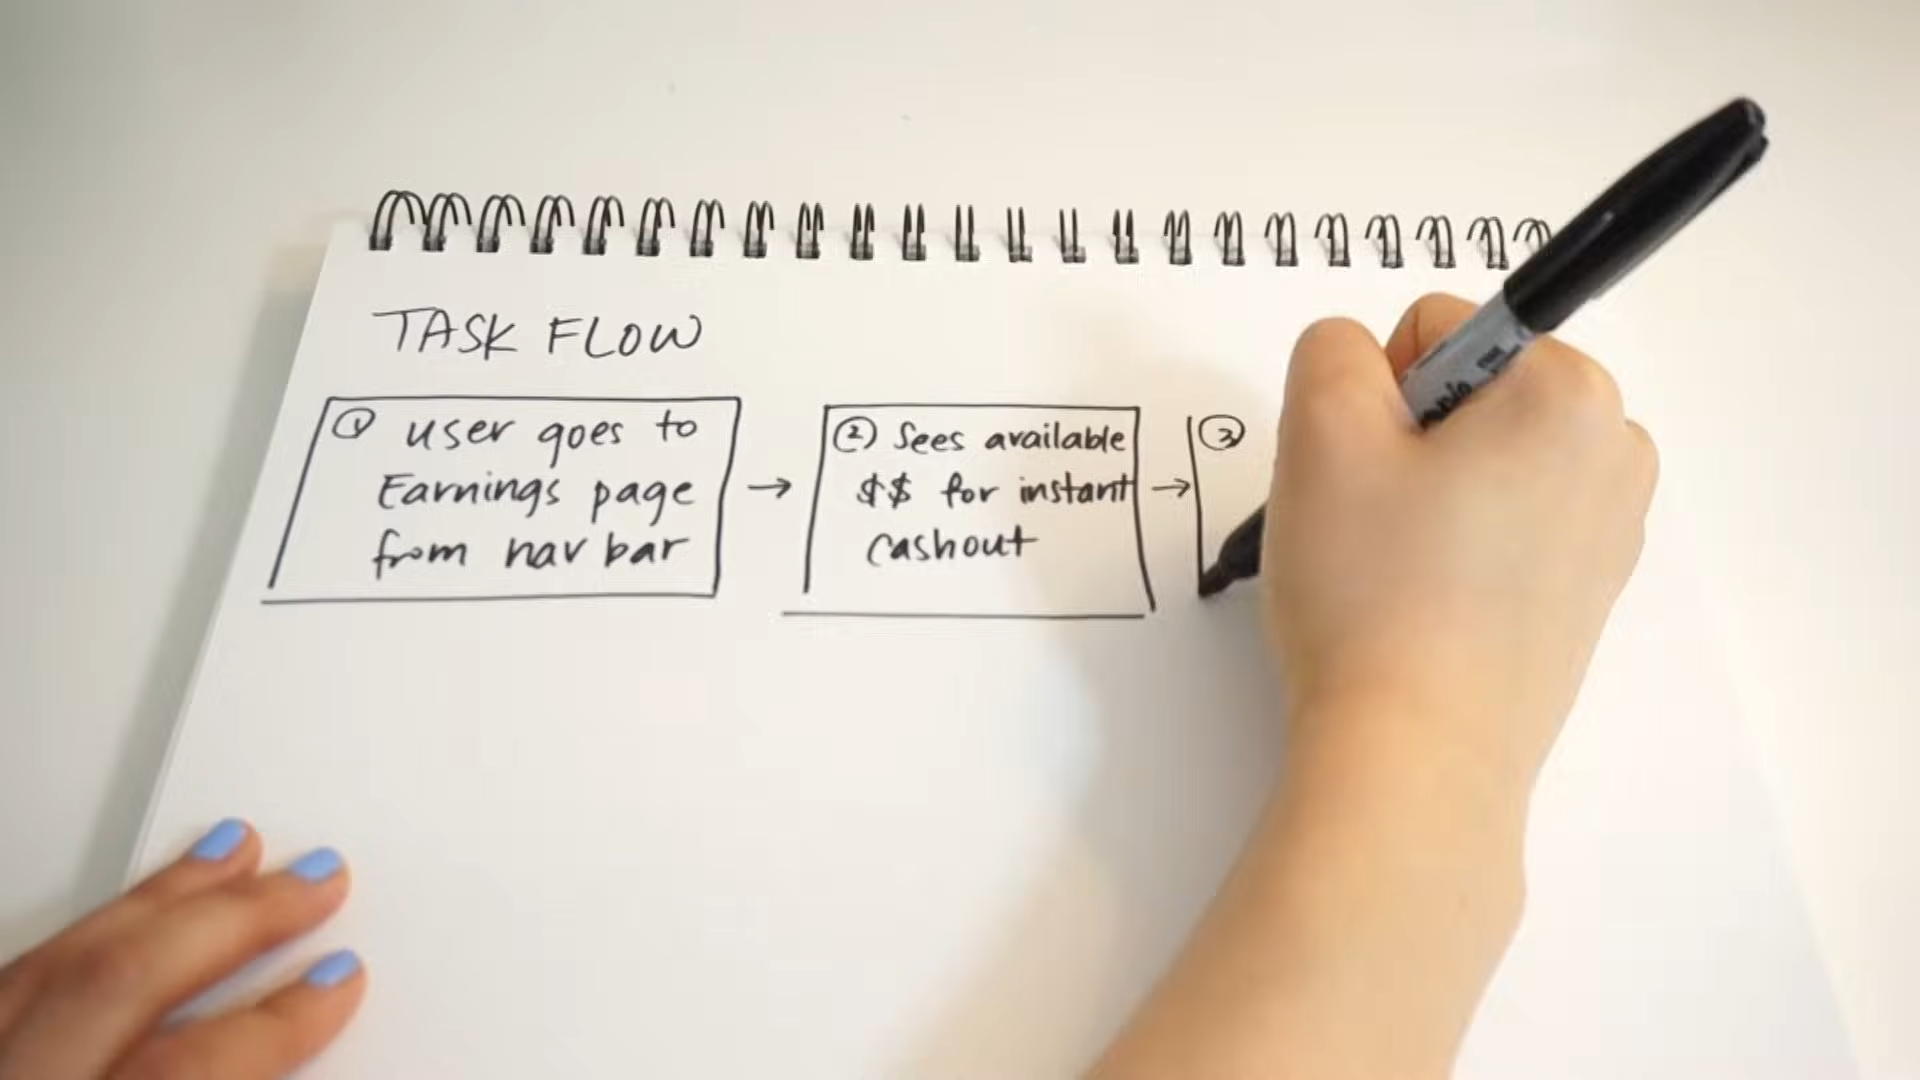 TASK FLOW
① user goes to
Earnings page
from nav bar
→
② Sees available
$$ for instant
cashout
→
③